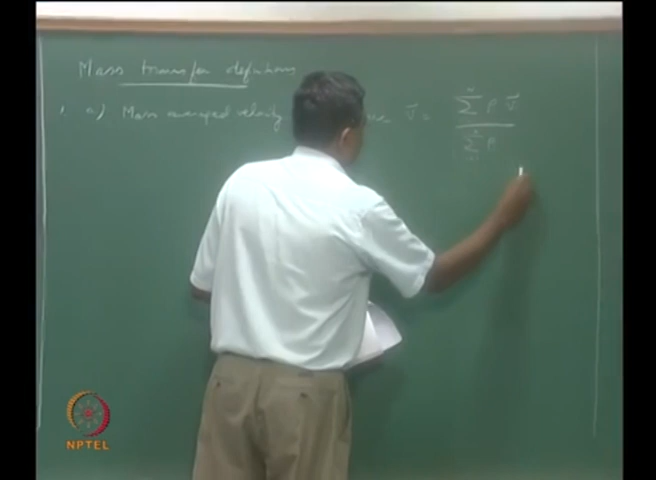 Mass transfer definitions
1. a) Mass averaged velocity v⃗ = Σ ρ v⃗ / Σ ρ
NPTEL